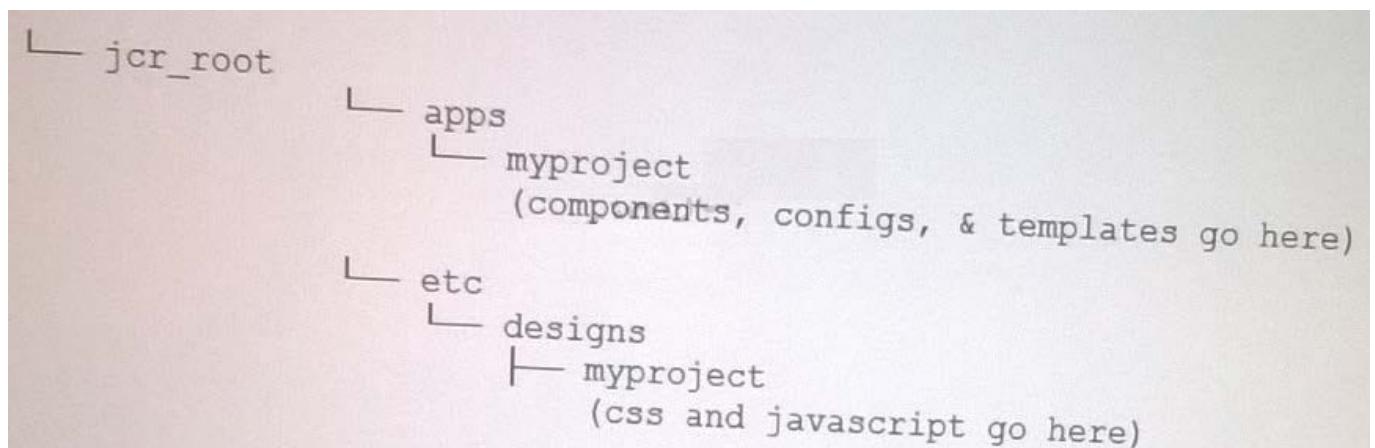 └── jcr_root
└── apps
└── myproject
(components, configs, & templates go here)
└── etc
└── designs
├── myproject
(css and javascript go here)